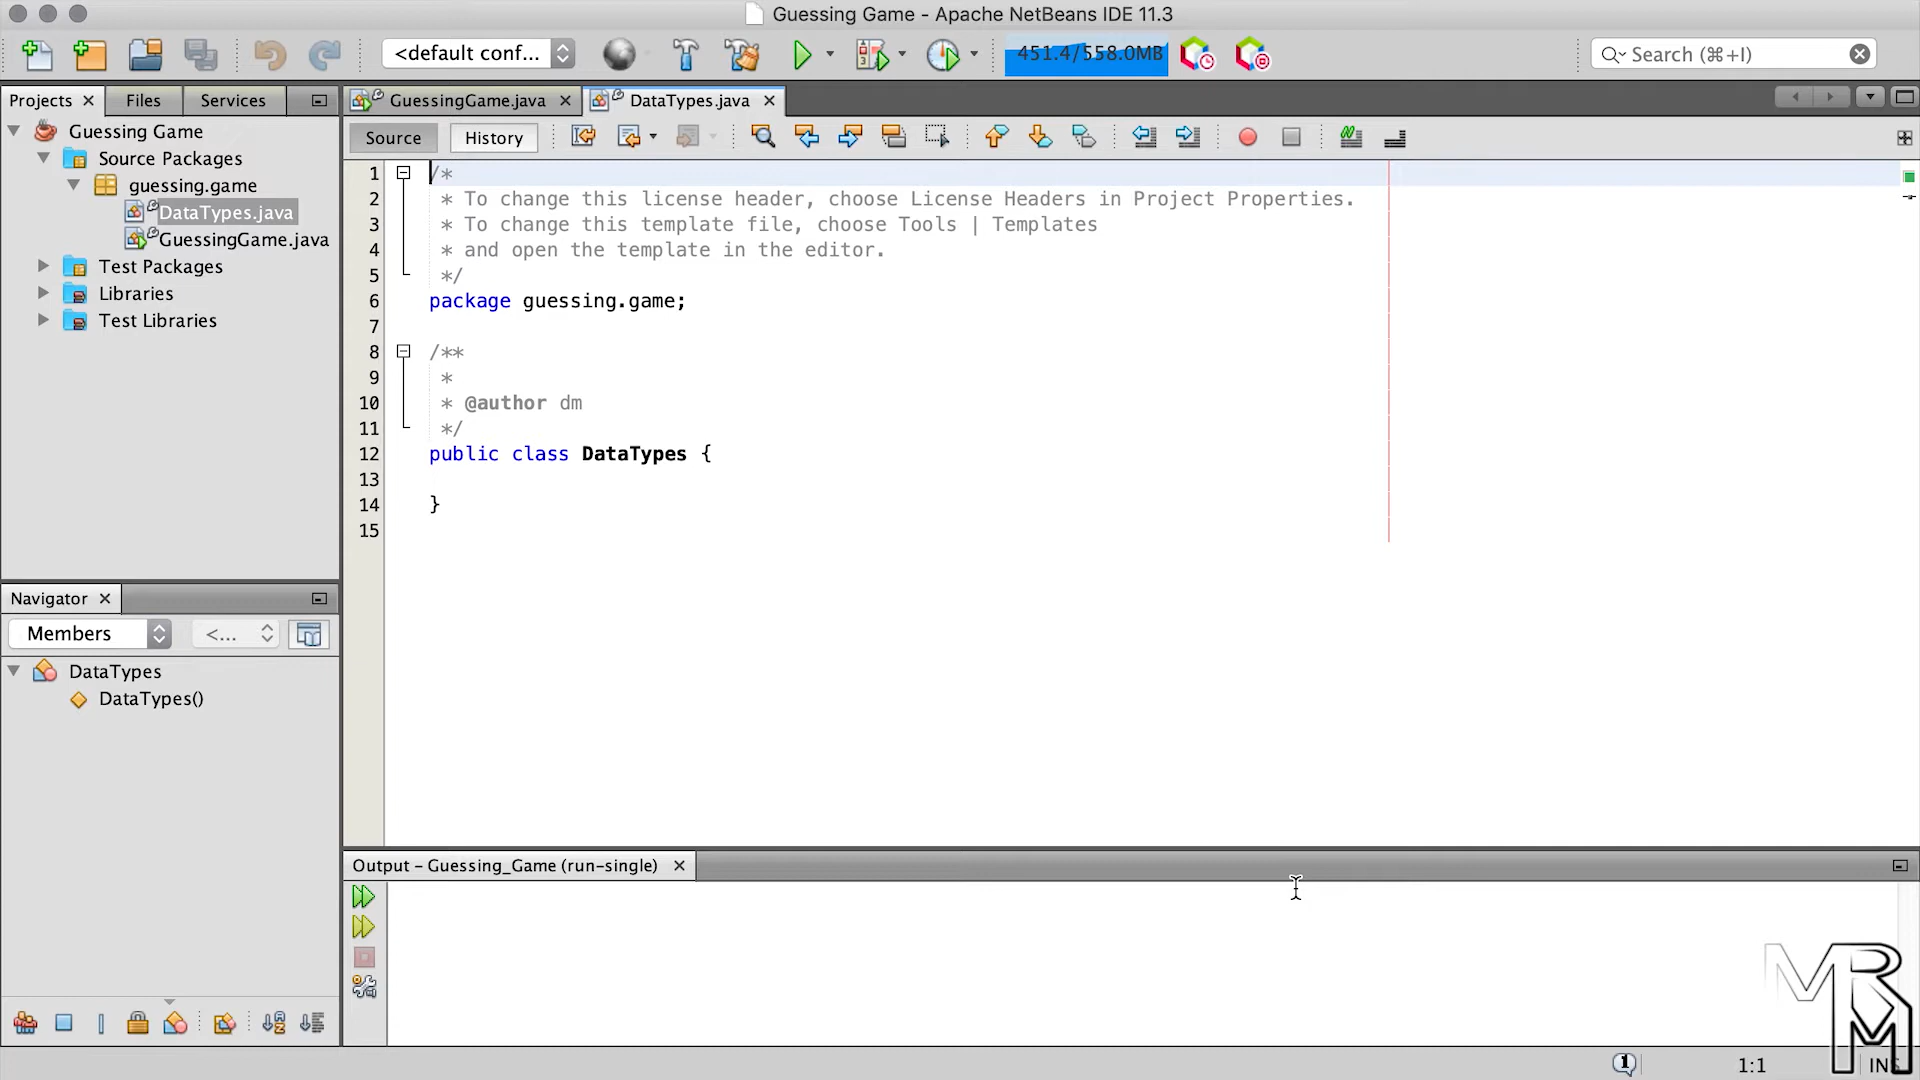 Guessing Game - Apache NetBeans IDE 11.3
<default conf...
451.4/558.0MB
Search (⌘+I)
Projects
Files
Services
GuessingGame.java
DataTypes.java
Guessing Game
Source Packages
guessing.game
DataTypes.java
GuessingGame.java
Test Packages
Libraries
Test Libraries
Source
History
1 /*
2 * To change this license header, choose License Headers in Project Properties.
3 * To change this template file, choose Tools | Templates
4 * and open the template in the editor.
5 */
6 package guessing.game;
7
8 /**
9 *
10 * @author dm
11 */
12 public class DataTypes {
13
14 }
15
Navigator
Members
<...
DataTypes
DataTypes()
Output - Guessing_Game (run-single)
1:1
MRM